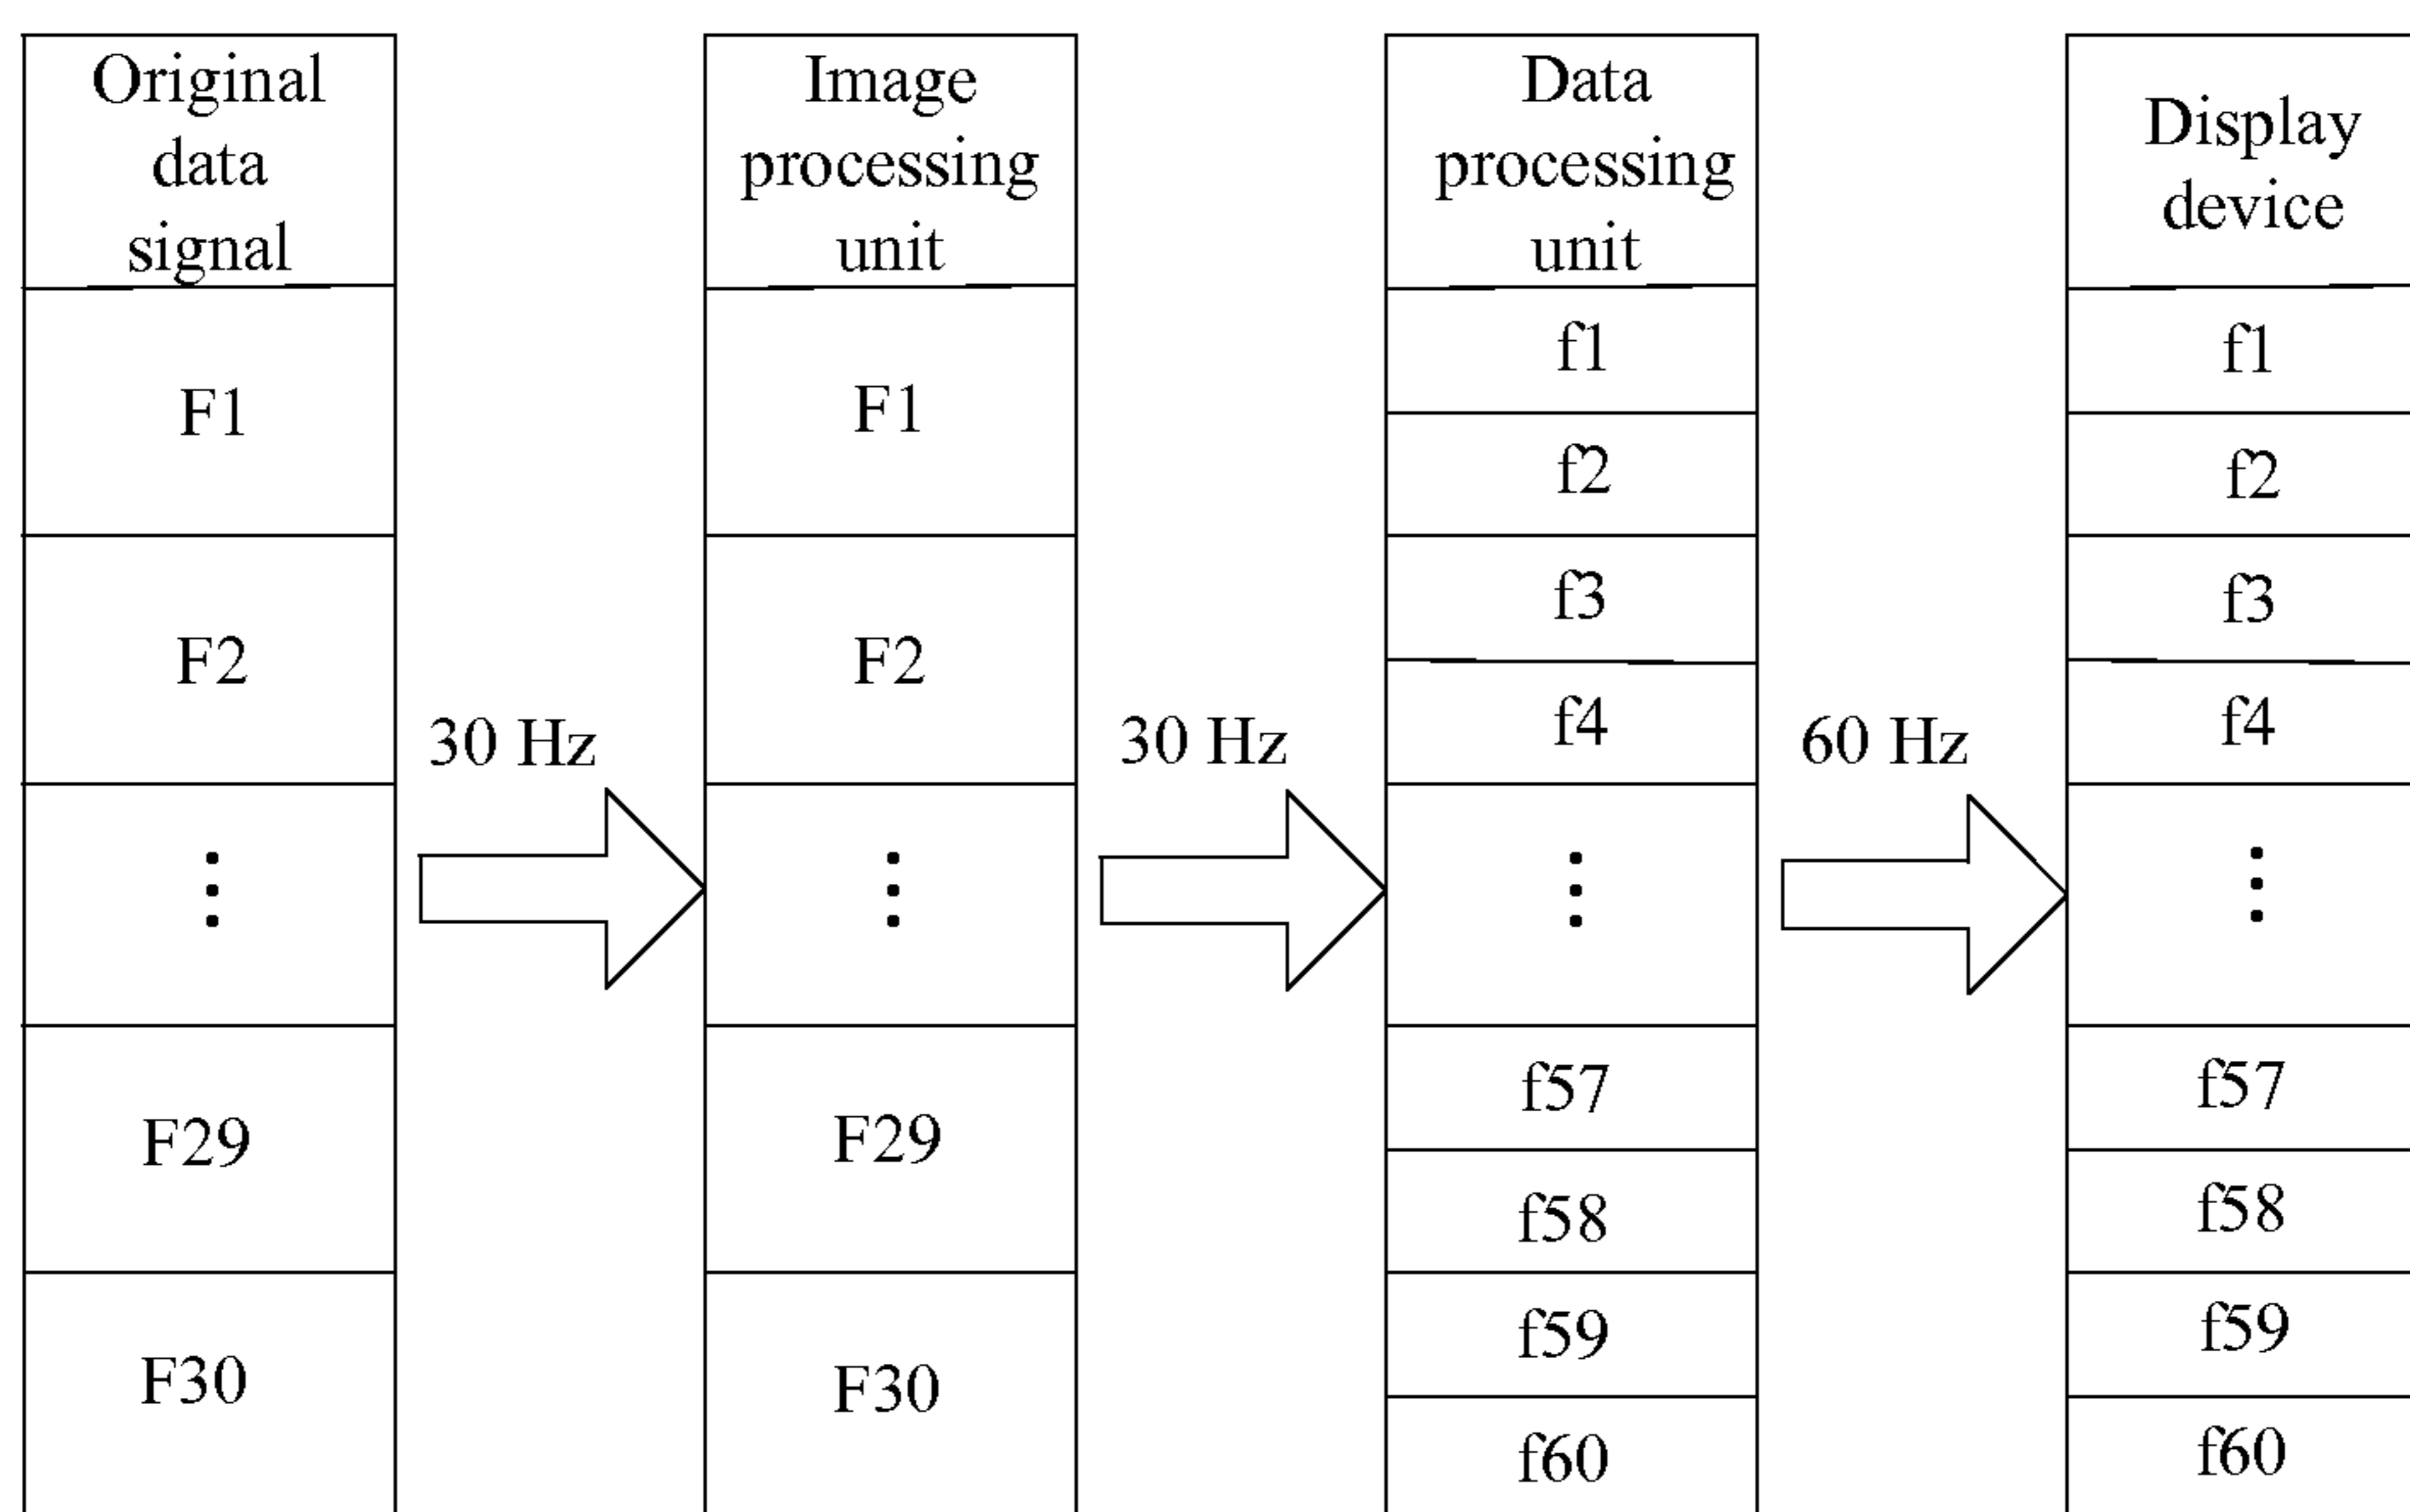 Original
data
signal
F1
F2
⋮
F29
F30
30 Hz
Image
processing
unit
F1
F2
⋮
F29
F30
30 Hz
Data
processing
unit
f1
f2
f3
f4
⋮
f57
f58
f59
f60
60 Hz
Display
device
f1
f2
f3
f4
⋮
f57
f58
f59
f60